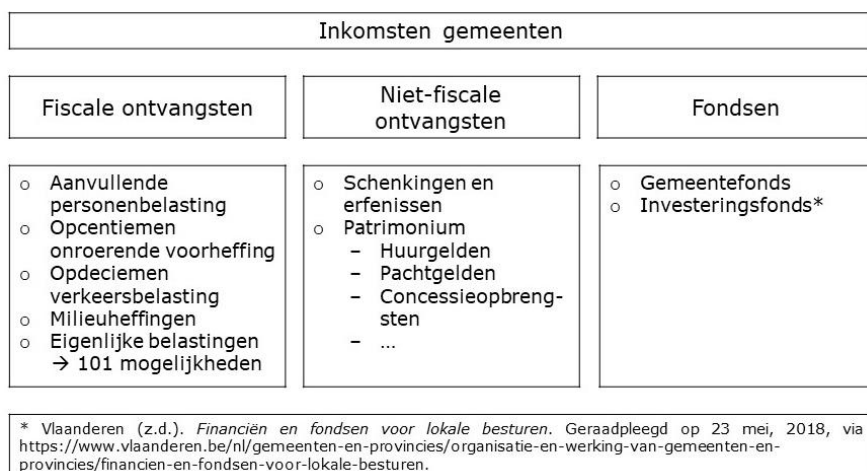 Inkomsten gemeenten
Fiscale ontvangsten
Niet-fiscale
ontvangsten
Fondsen
o Aanvullende
personenbelasting
o Opcentiemen
onroerende voorheffing
o Opdeciemen
verkeersbelasting
o Milieuheffingen
o Eigenlijke belastingen
→ 101 mogelijkheden
o Schenkingen en
erfenissen
o Patrimonium
– Huurgelden
– Pachtgelden
– Concessieopbreng-
sten
– ...
o Gemeentefonds
o Investeringsfonds*
* Vlaanderen (z.d.). Financiën en fondsen voor lokale besturen. Geraadpleegd op 23 mei, 2018, via
https://www.vlaanderen.be/nl/gemeenten-en-provincies/organisatie-en-werking-van-gemeenten-en-
provincies/financien-en-fondsen-voor-lokale-besturen.